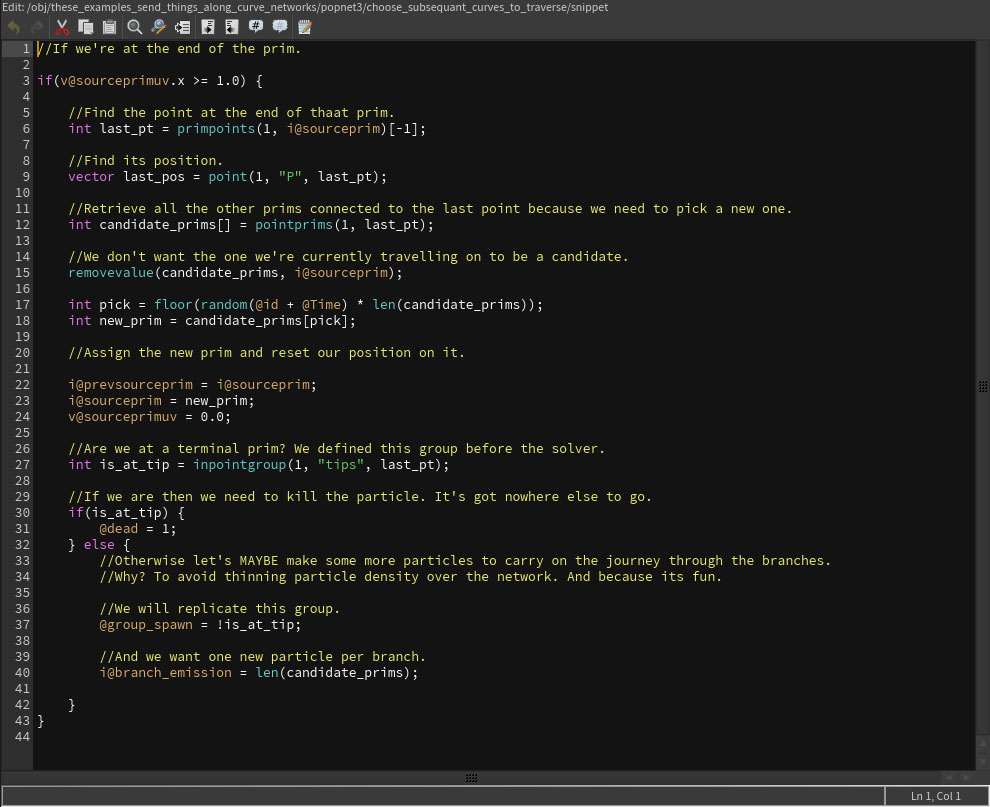 Edit: /obj/these_examples_send_things_along_curve_networks/popnet3/choose_subsequant_curves_to_traverse/snippet
1 //If we're at the end of the prim.
2
3 if(v@sourceprimuv.x >= 1.0) {
4
5     //Find the point at the end of thaat prim.
6     int last_pt = primpoints(1, i@sourceprim)[-1];
7
8     //Find its position.
9     vector last_pos = point(1, "P", last_pt);
10
11     //Retrieve all the other prims connected to the last point because we need to pick a new one.
12     int candidate_prims[] = pointprims(1, last_pt);
13
14     //We don't want the one we're currently travelling on to be a candidate.
15     removevalue(candidate_prims, i@sourceprim);
16
17     int pick = floor(random(@id + @Time) * len(candidate_prims));
18     int new_prim = candidate_prims[pick];
19
20     //Assign the new prim and reset our position on it.
21
22     i@prevsourceprim = i@sourceprim;
23     i@sourceprim = new_prim;
24     v@sourceprimuv = 0.0;
25
26     //Are we at a terminal prim? We defined this group before the solver.
27     int is_at_tip = inpointgroup(1, "tips", last_pt);
28
29     //If we are then we need to kill the particle. It's got nowhere else to go.
30     if(is_at_tip) {
31         @dead = 1;
32     } else {
33         //Otherwise let's MAYBE make some more particles to carry on the journey through the branches.
34         //Why? To avoid thinning particle density over the network. And because its fun.
35
36         //We will replicate this group.
37         @group_spawn = !is_at_tip;
38
39         //And we want one new particle per branch.
40         i@branch_emission = len(candidate_prims);
41
42     }
43 }
44
Ln 1, Col 1